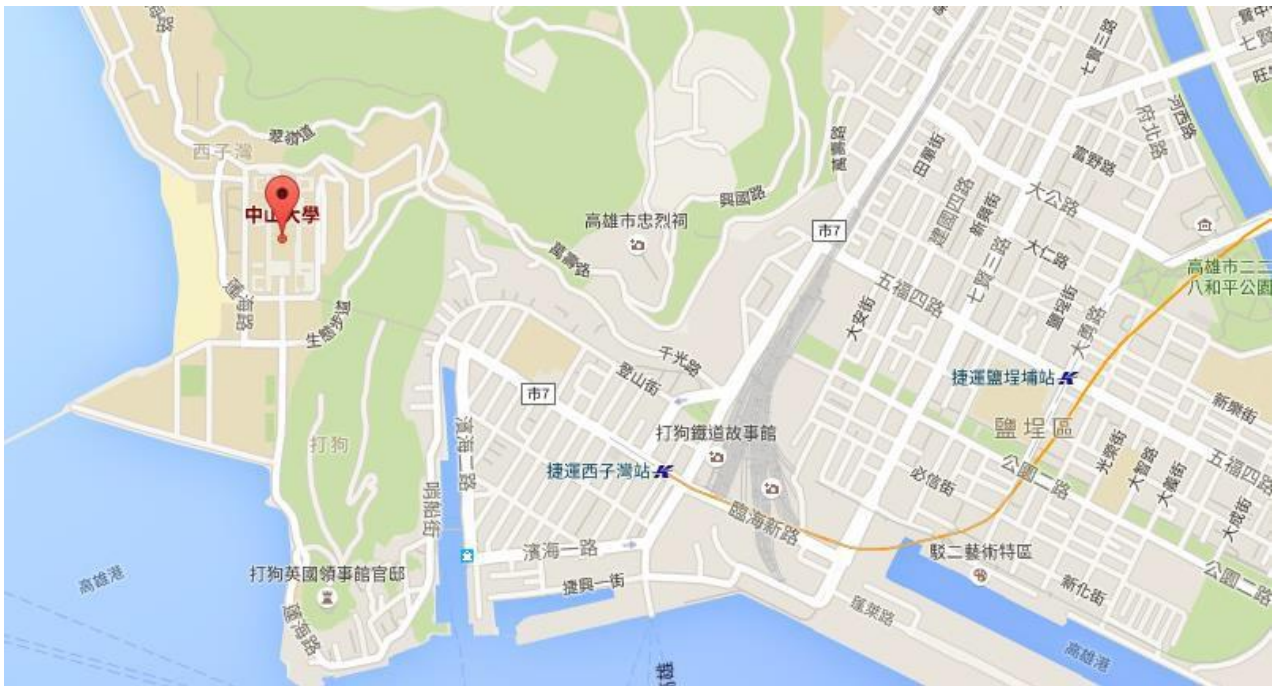 七賢三路
河西路
府北路
富野路
萬壽路
田單街
大公路
翠嶺道
西子灣
中山大學
興國路
高雄市忠烈祠
市7
建國四路
新興街
七賢三路
大仁路
高雄市二二
八和平公園
萬壽路
五福四路
鹽埕街
大勇路
大安街
蓮海路
生態步道
千光路
登山街
捷運鹽埕埔站
市7
新樂街
打狗
打狗鐵道故事館
鹽埕區
濱海二路
捷運西子灣站
公園二路
光榮街
大智路
大義街
五福四路
必信街
哨船街
臨海新路
大成街
濱海一路
駁二藝術特區
高雄港
打狗英國領事館官邸
捷興一街
新化街
公園二路
蓮海路
蓬萊路
高雄港